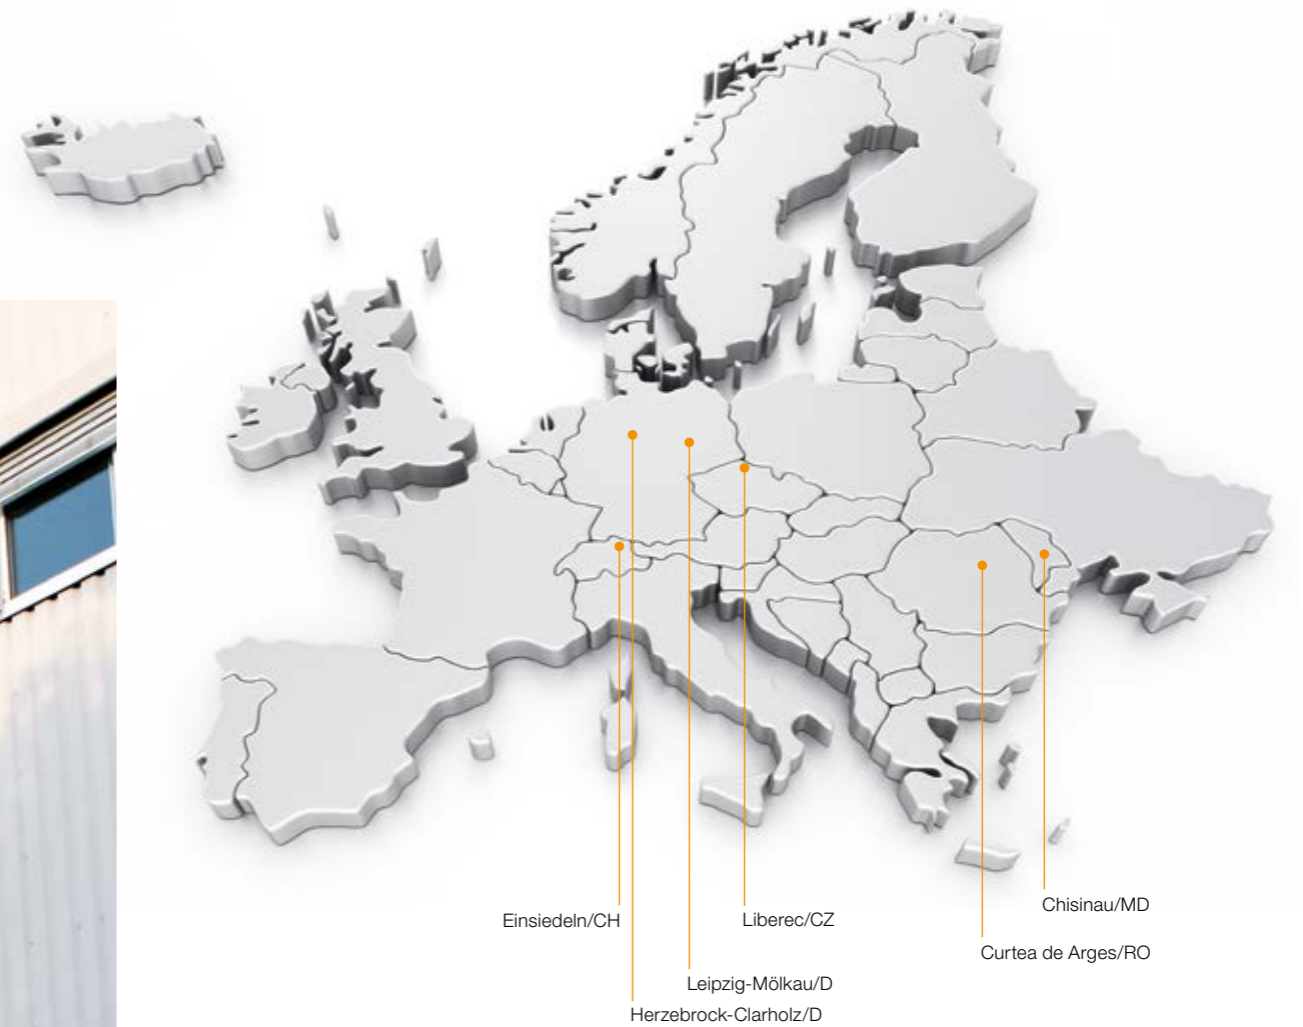 Chisinau/MD
Einsiedeln/CH
Liberec/CZ
Curtea de Arges/RO
Leipzig-Mölkau/D
Herzebrock-Clarholz/D